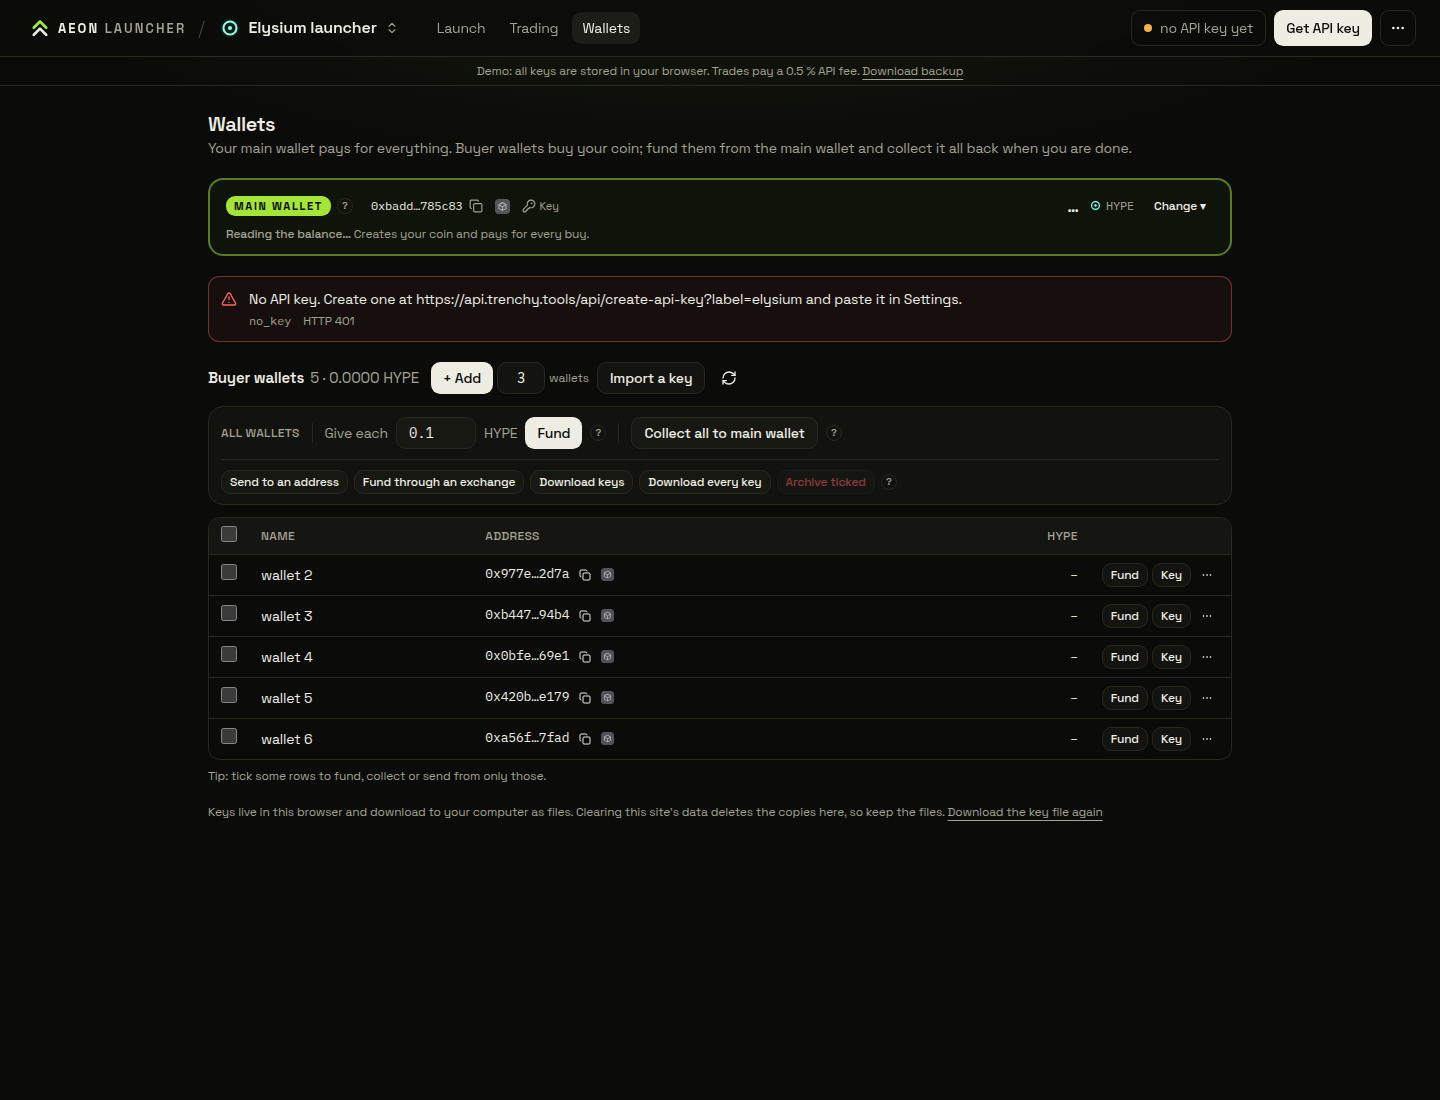 AEON LAUNCHER / Elysium launcher Launch Trading Wallets no API key yet Get API key ···
Demo: all keys are stored in your browser. Trades pay a 0.5 % API fee. Download backup
Wallets
Your main wallet pays for everything. Buyer wallets buy your coin; fund them from the main wallet and collect it all back when you are done.
MAIN WALLET ? 0xbadd…785c83 Key … HYPE Change ▾
Reading the balance… Creates your coin and pays for every buy.
No API key. Create one at https://api.trenchy.tools/api/create-api-key?label=elysium and paste it in Settings.
no_key HTTP 401
Buyer wallets 5 · 0.0000 HYPE + Add 3 wallets Import a key
ALL WALLETS Give each 0.1 HYPE Fund ? Collect all to main wallet ?
Send to an address Fund through an exchange Download keys Download every key Archive ticked ?
NAME ADDRESS HYPE
wallet 2 0x977e…2d7a – Fund Key ···
wallet 3 0xb447…94b4 – Fund Key ···
wallet 4 0x0bfe…69e1 – Fund Key ···
wallet 5 0x420b…e179 – Fund Key ···
wallet 6 0xa56f…7fad – Fund Key ···
Tip: tick some rows to fund, collect or send from only those.
Keys live in this browser and download to your computer as files. Clearing this site's data deletes the copies here, so keep the files. Download the key file again